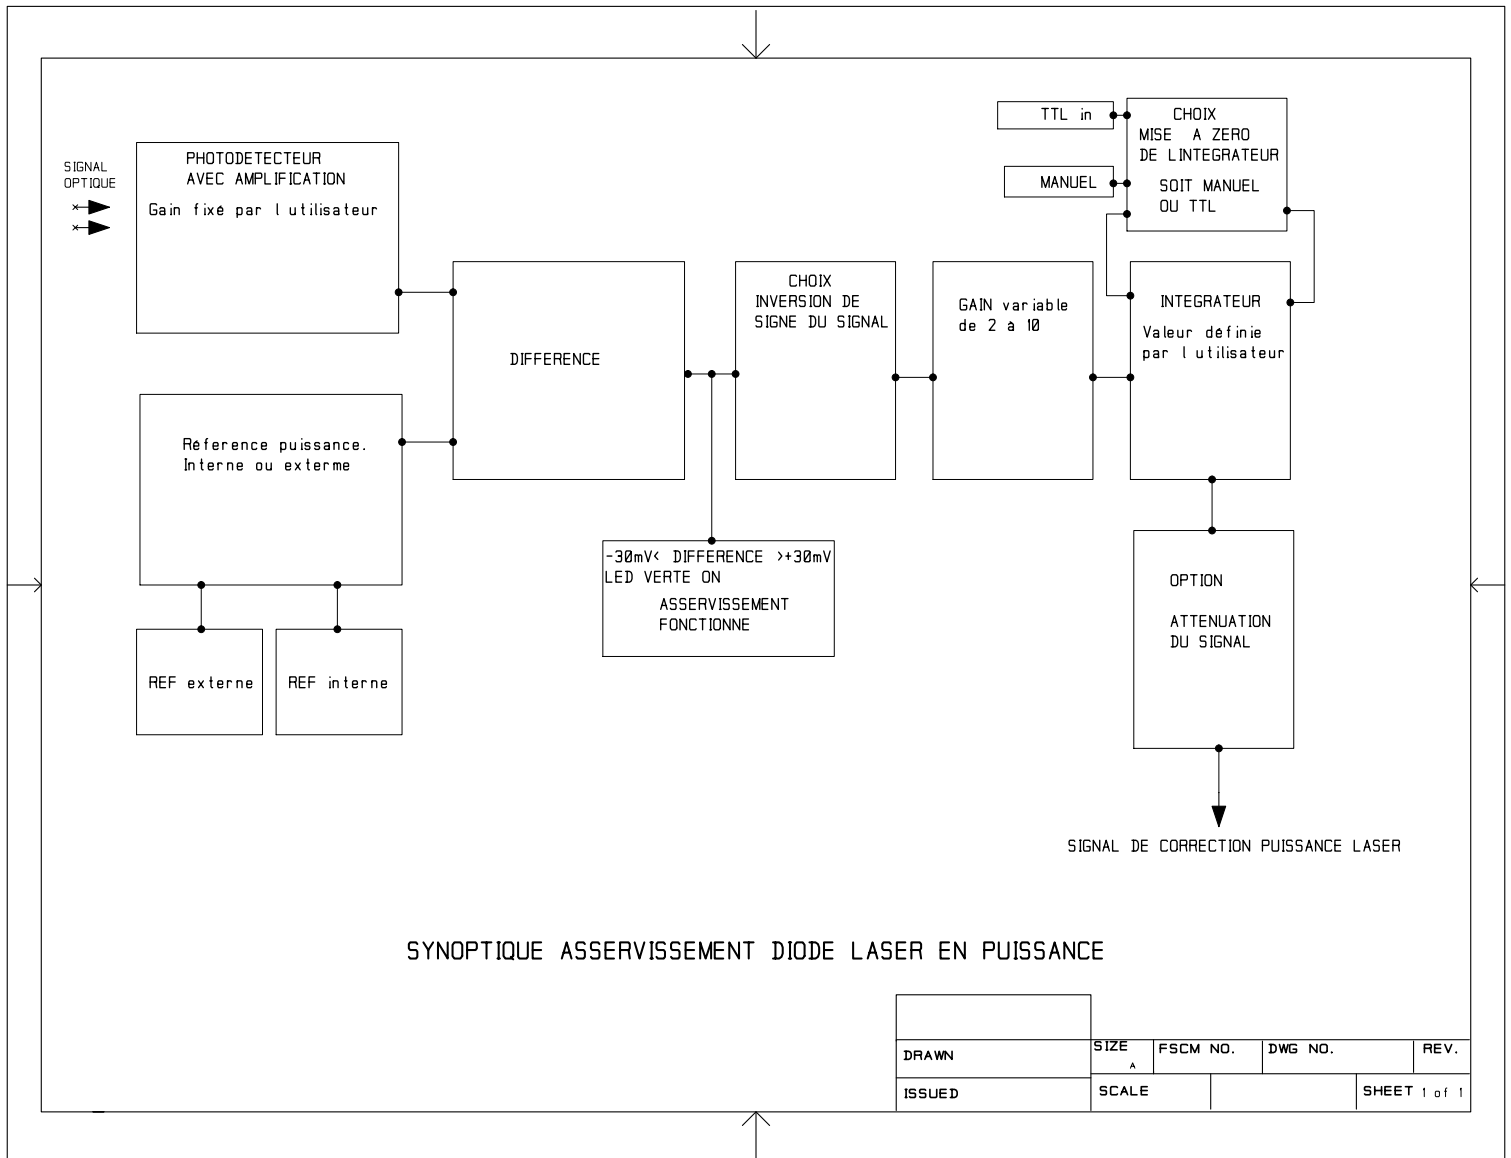 SIGNAL
OPTIQUE
PHOTODETECTEUR
AVEC AMPLIFICATION
Gain fixé par l utilisateur
TTL in
MANUEL
CHOIX
MISE A ZERO
DE LINTEGRATEUR
SOIT MANUEL
OU TTL
DIFFERENCE
CHOIX
INVERSION DE
SIGNE DU SIGNAL
GAIN variable
de 2 à 10
INTEGRATEUR
Valeur définie
par l utilisateur
Réference puissance.
Interne ou externe
REF externe
REF interne
-30mV< DIFFERENCE >+30mV
LED VERTE ON
ASSERVISSEMENT
FONCTIONNE
OPTION
ATTENUATION
DU SIGNAL
SIGNAL DE CORRECTION PUISSANCE LASER
SYNOPTIQUE ASSERVISSEMENT DIODE LASER EN PUISSANCE
DRAWN
ISSUED
SIZE
A
FSCM NO.
DWG NO.
REV.
SCALE
SHEET 1 of 1